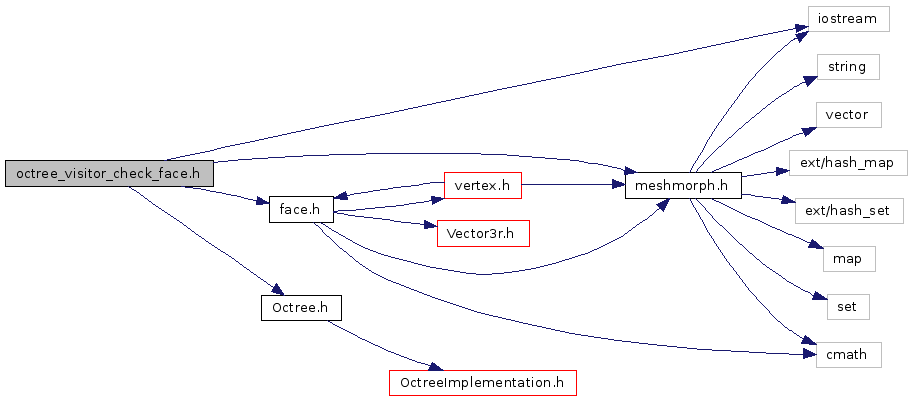 iostream
string
vector
ext/hash_map
octree_visitor_check_face.h
vertex.h
meshmorph.h
face.h
ext/hash_set
Vector3r.h
map
Octree.h
set
cmath
OctreeImplementation.h